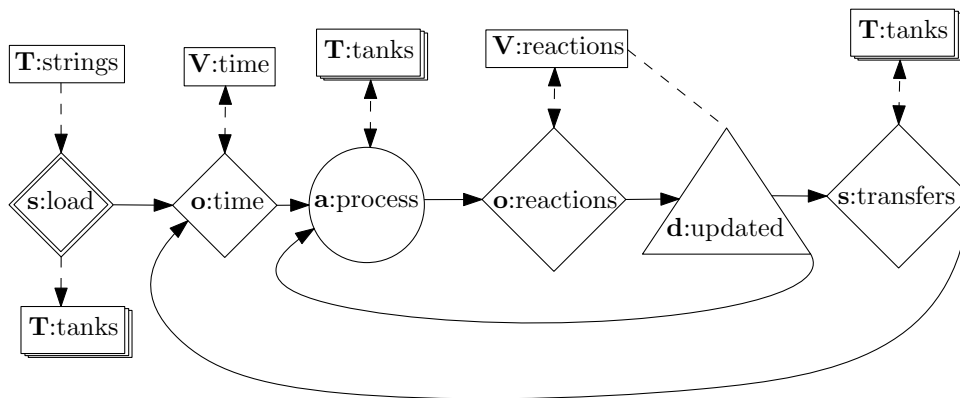 T:strings
V:time
T:tanks
V:reactions
T:tanks
s:load
o:time
a:process
o:reactions
d:updated
s:transfers
T:tanks